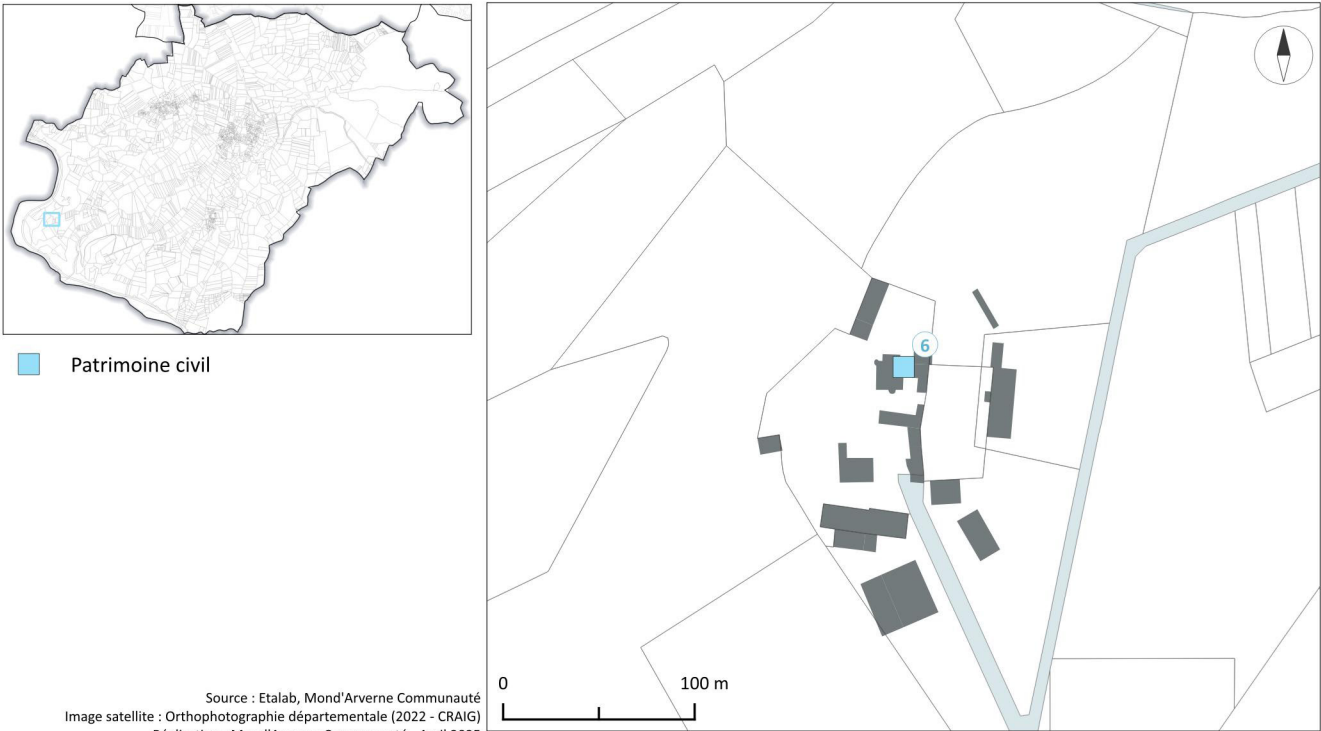 Patrimoine civil
6
0 100 m
Source : Etalab, Mond'Arverne Communauté
Image satellite : Orthophotographie départementale (2022 - CRAIG)